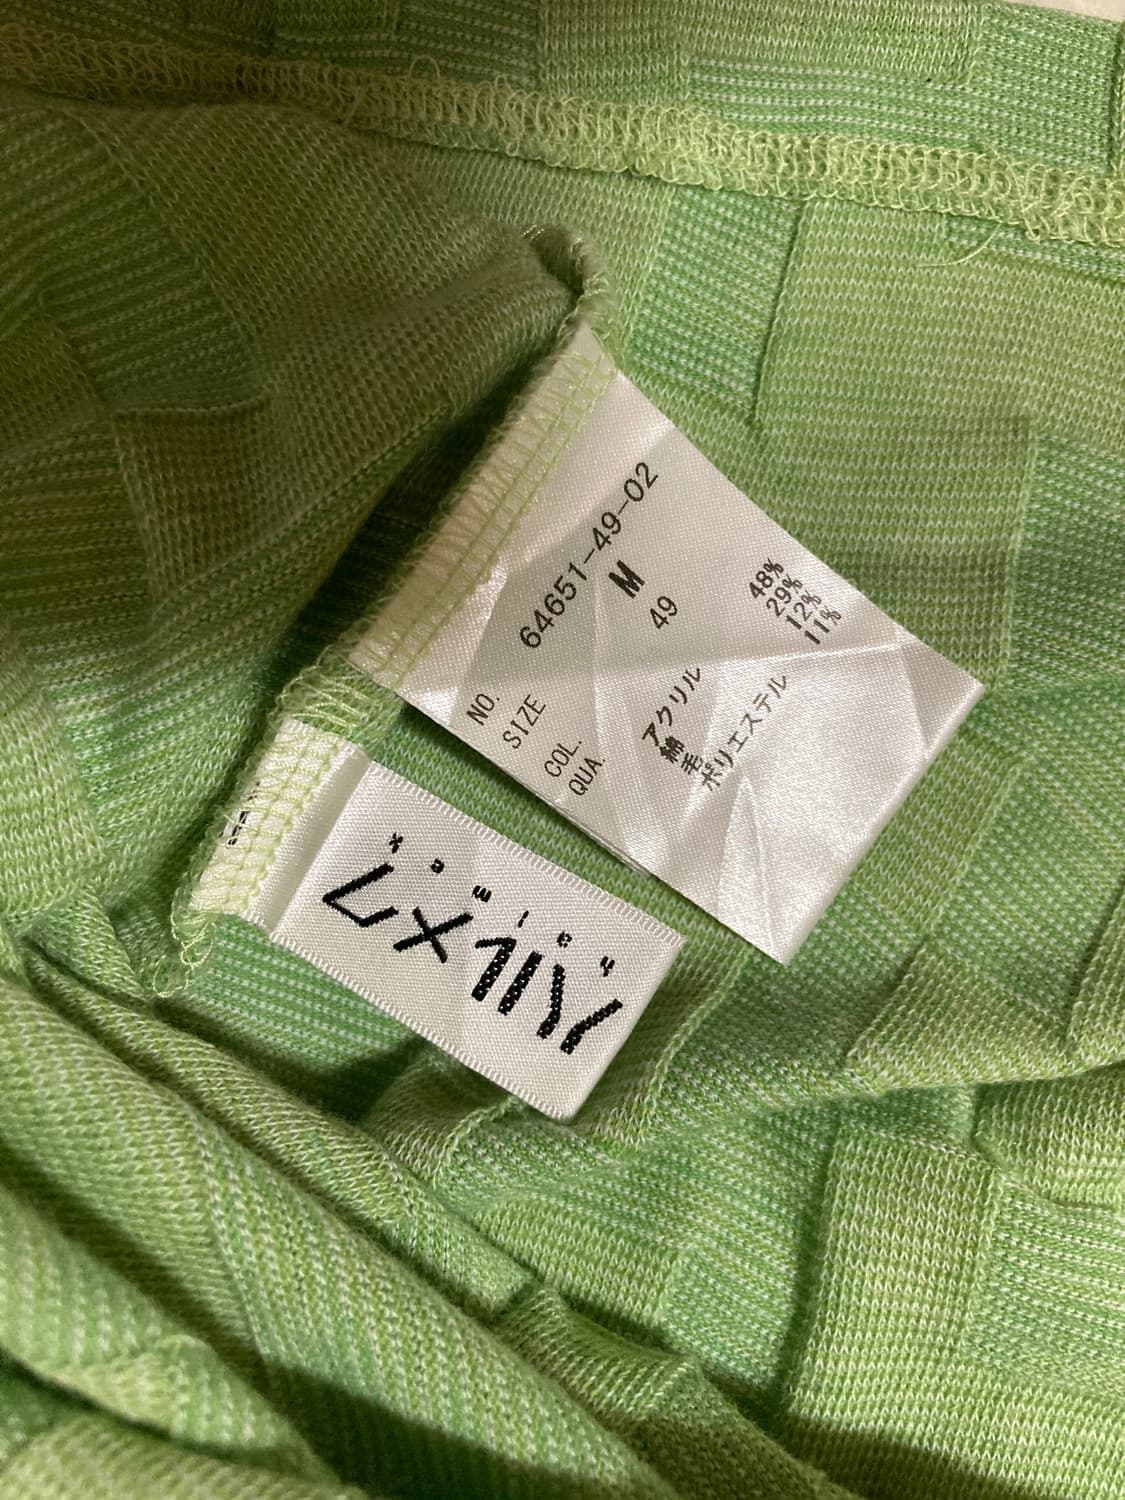 NO. 64651-49-02
SIZE M
COL. 49
QUA. アクリル 48%
綿 29%
毛 12%
ポリエステル 11%